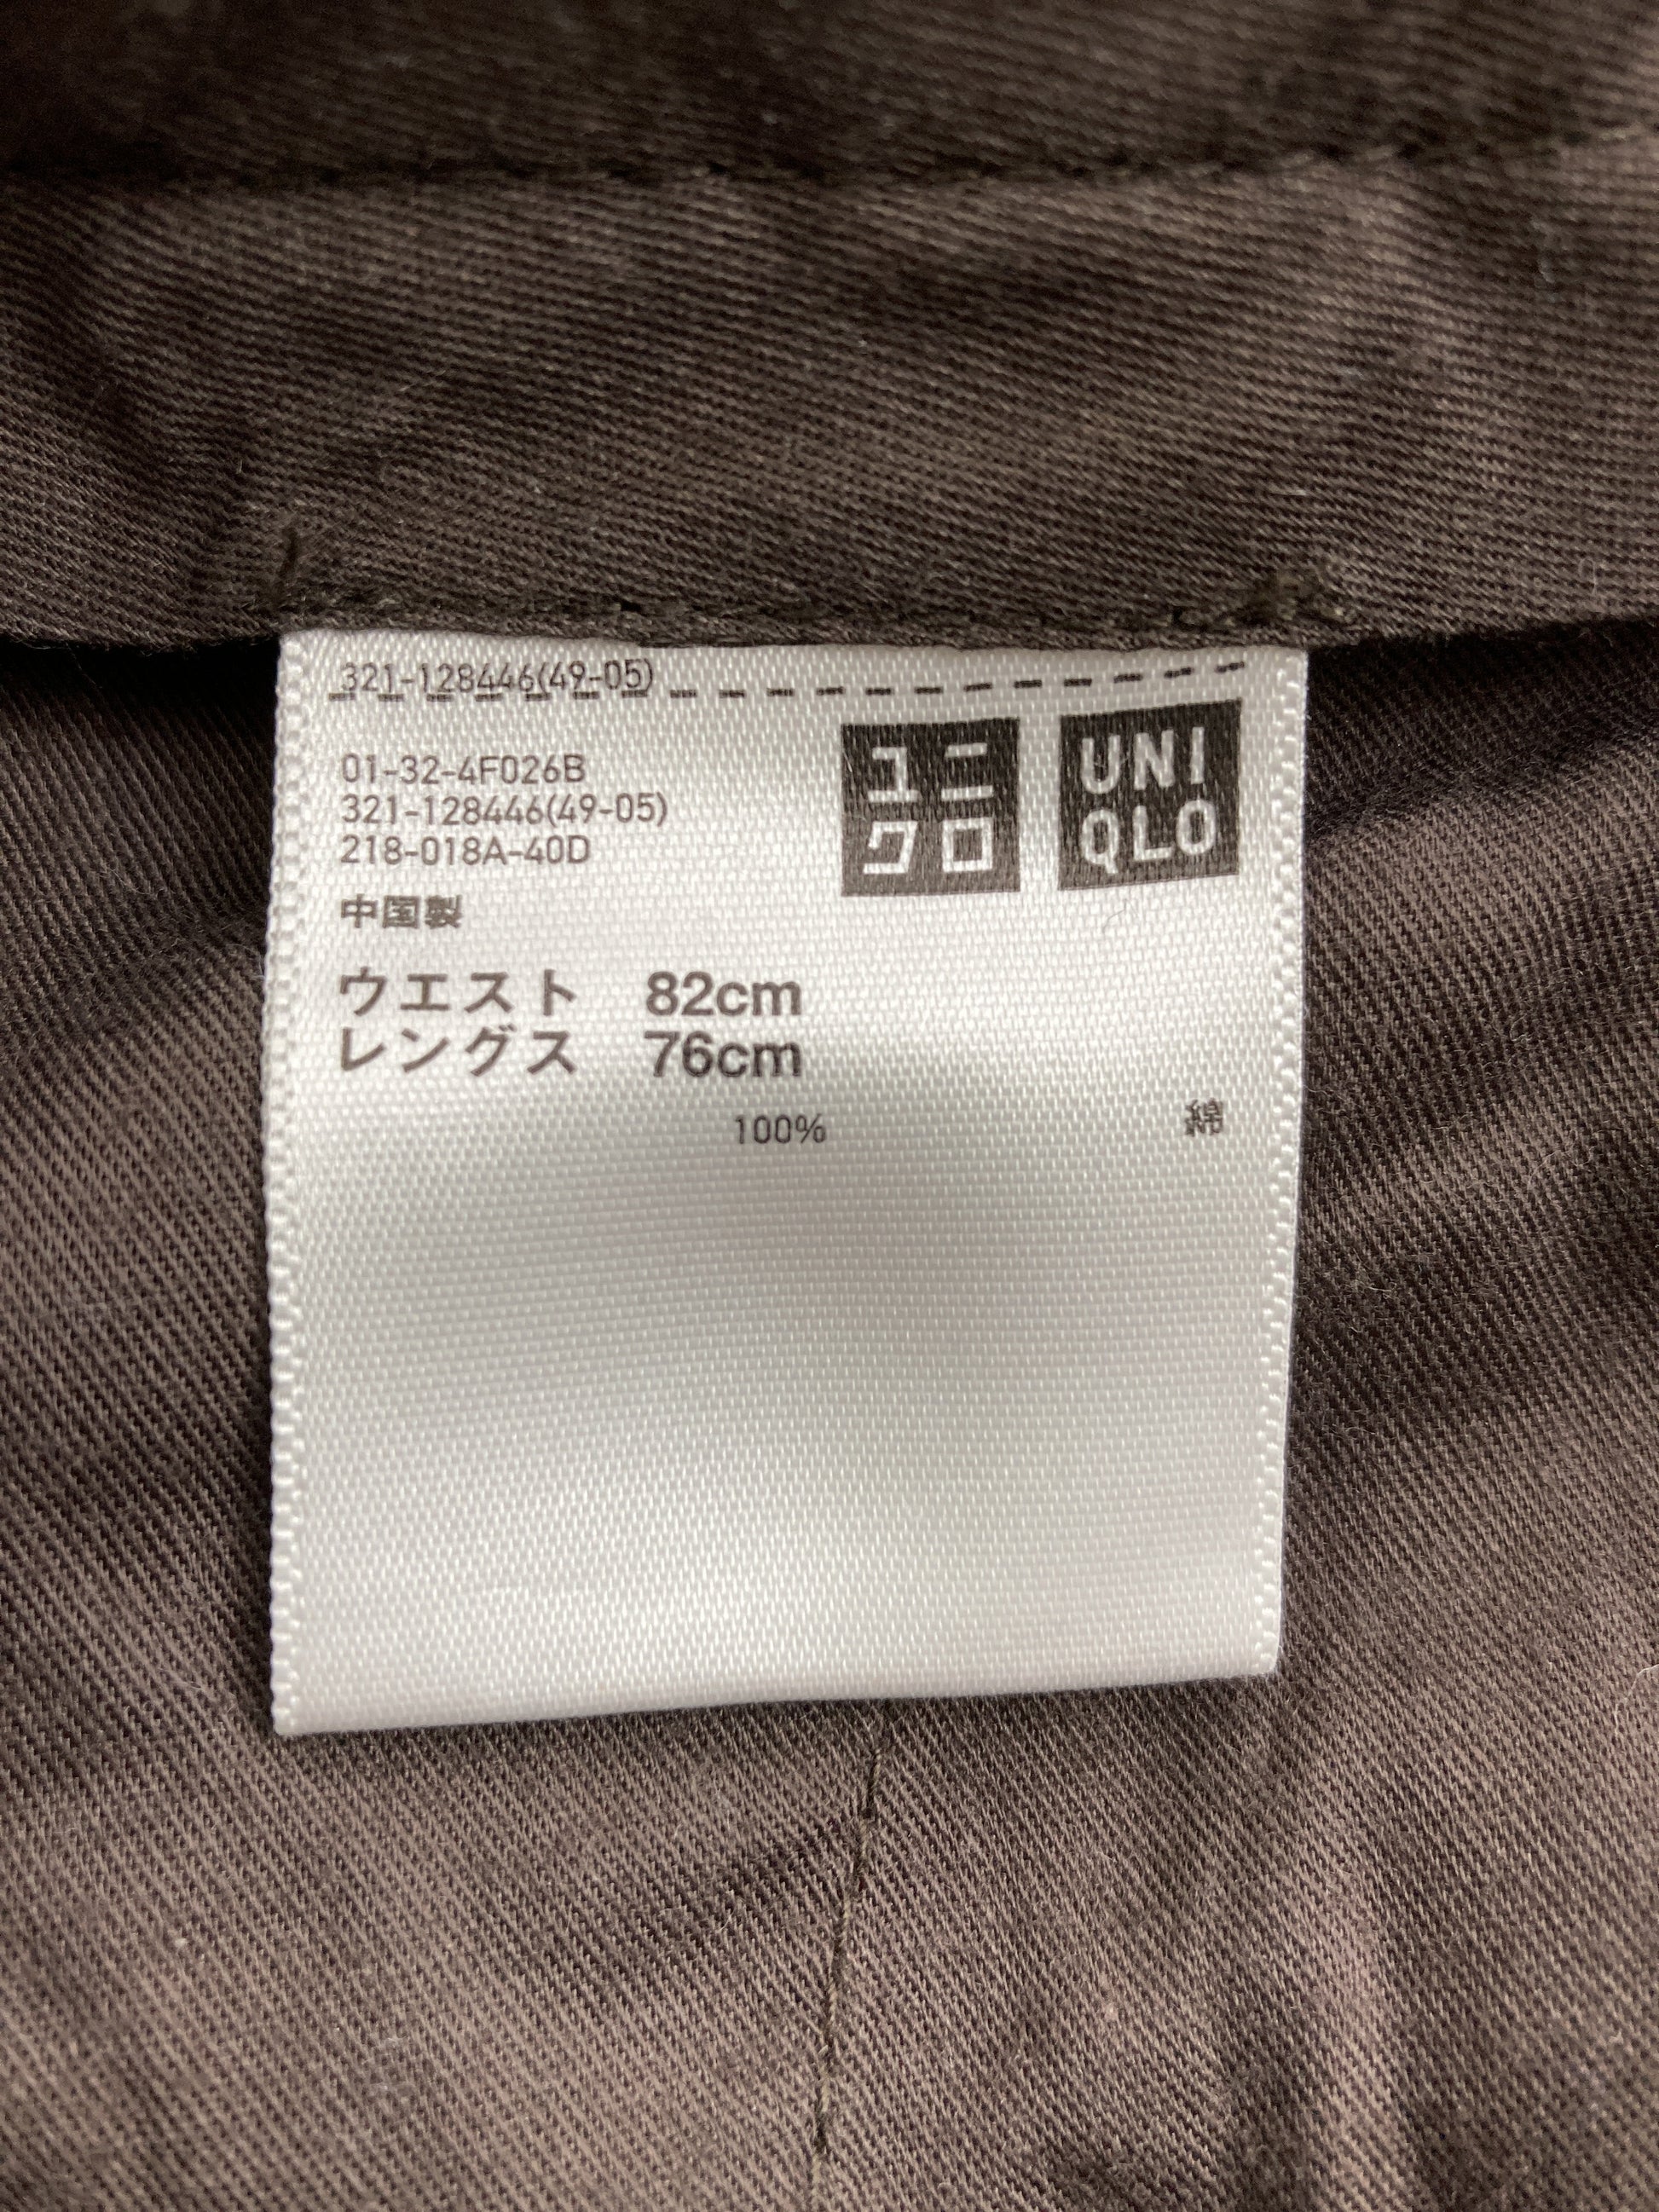 321-128446(49-05)
ユニ
クロ
UNI
QLO
01-32-4F026B
321-128446(49-05)
218-018A-40D
中国製
ウエスト 82cm
レングス 76cm
100% 綿